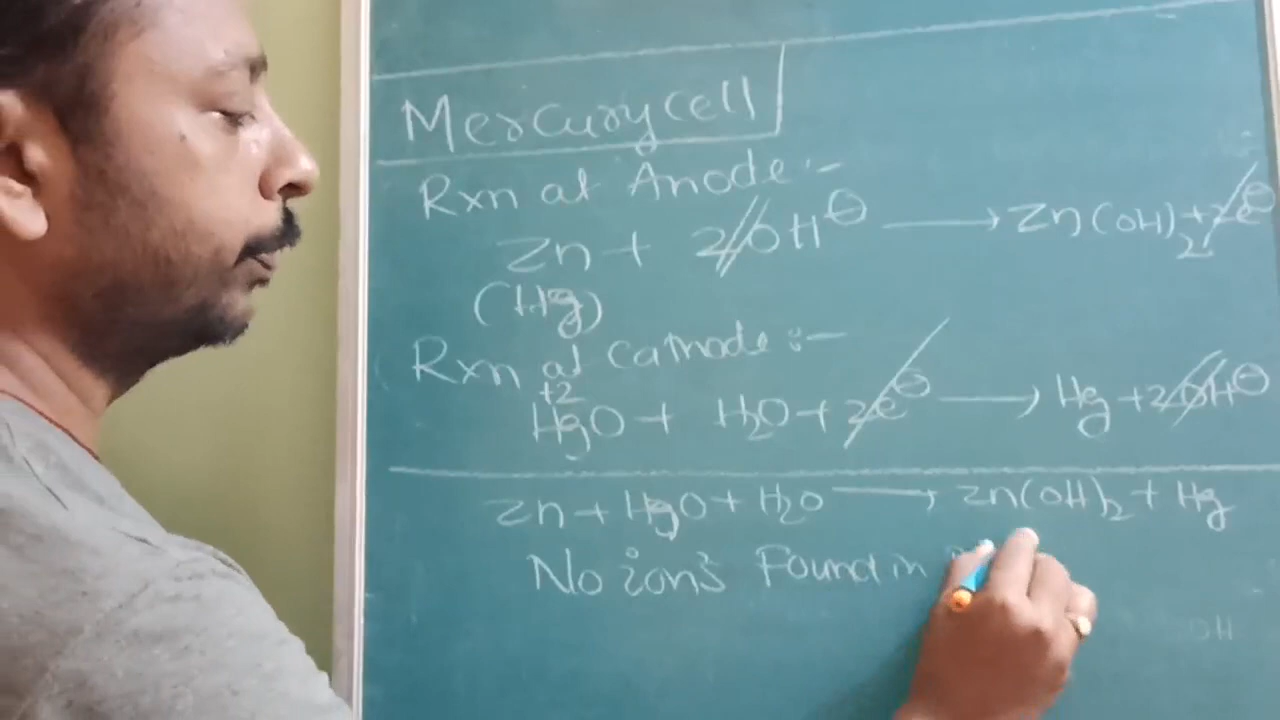 Mercury cell
Rxn at Anode :-
Zn + 2OH⊖ ⟶ Zn(OH)₂ + 2e⊖
(Hg)
Rxn at Cathode :-
+2
HgO + H₂O + 2e⊖ ⟶ Hg + 2OH⊖
Zn + HgO + H₂O ⟶ Zn(OH)₂ + Hg
No ions Found in
OH